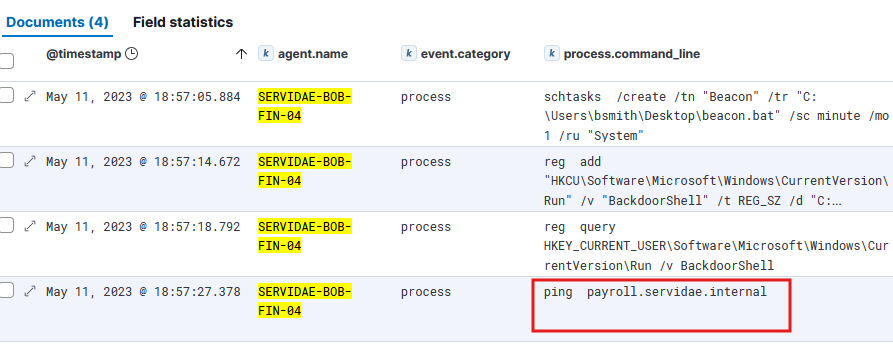 Documents (4) Field statistics
@timestamp k agent.name k event.category k process.command_line
May 11, 2023 @ 18:57:05.884 SERVIDAE-BOB- process schtasks /create /tn "Beacon" /tr "C:
FIN-04 \Users\bsmith\Desktop\beacon.bat" /sc minute /mo
1 /ru "System"
May 11, 2023 @ 18:57:14.672 SERVIDAE-BOB- process reg add
FIN-04 "HKCU\Software\Microsoft\Windows\CurrentVersion\
Run" /v "BackdoorShell" /t REG_SZ /d "C:...
May 11, 2023 @ 18:57:18.792 SERVIDAE-BOB- process reg query
FIN-04 HKEY_CURRENT_USER\Software\Microsoft\Windows\Cur
rentVersion\Run /v BackdoorShell
May 11, 2023 @ 18:57:27.378 SERVIDAE-BOB- process ping payroll.servidae.internal
FIN-04